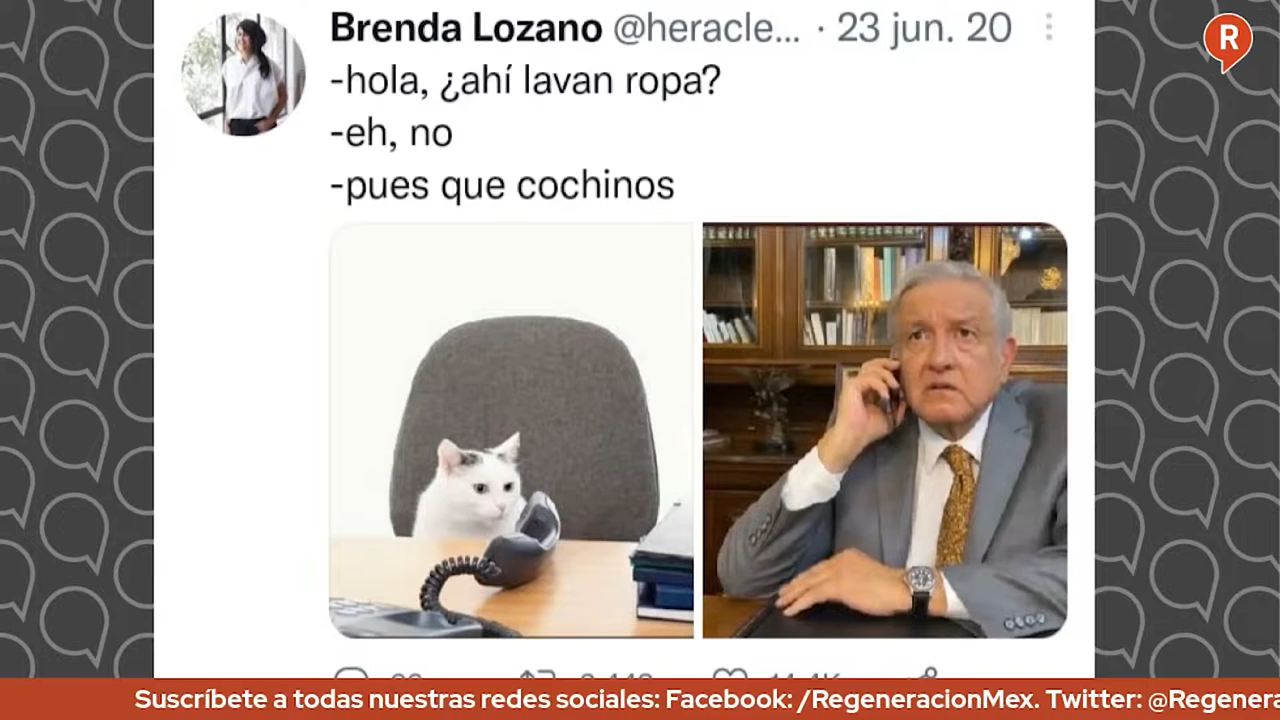 Brenda Lozano @heracle... · 23 jun. 20
-hola, ¿ahí lavan ropa?
-eh, no
-pues que cochinos
R
Suscríbete a todas nuestras redes sociales: Facebook: /RegeneracionMex. Twitter: @Regenera